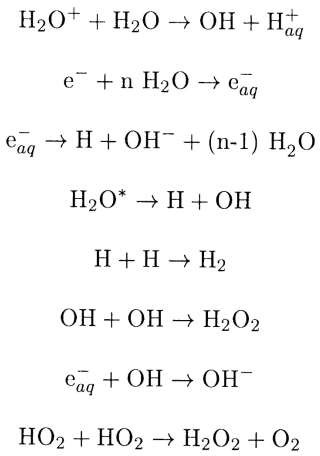 H₂O⁺ + H₂O → OH + H⁺ₐq
e⁻ + n H₂O → e⁻ₐq
e⁻ₐq → H + OH⁻ + (n-1) H₂O
H₂O* → H + OH
H + H → H₂
OH + OH → H₂O₂
e⁻ₐq + OH → OH⁻
HO₂ + HO₂ → H₂O₂ + O₂